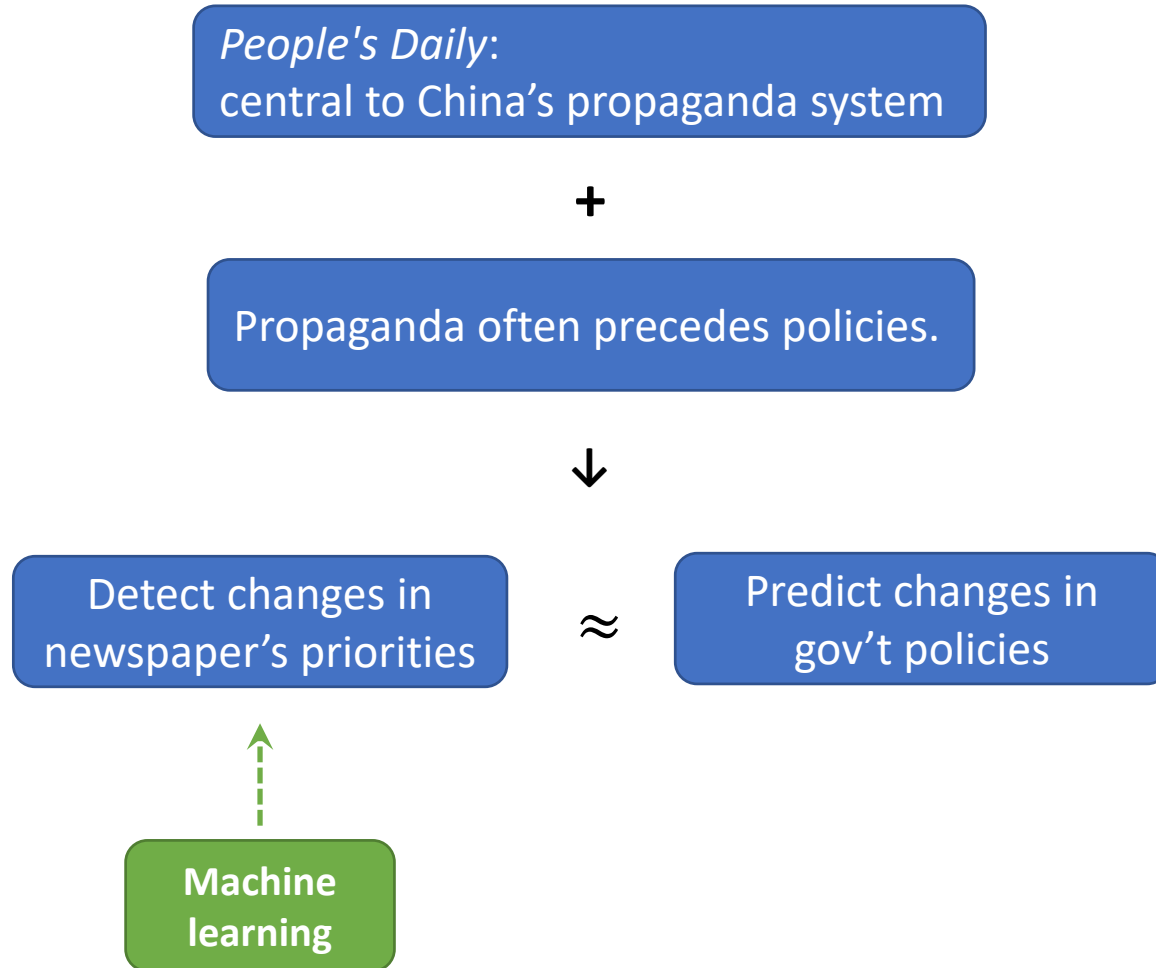 People's Daily:
central to China’s propaganda system
+
Propaganda often precedes policies.
↓
Detect changes in
newspaper’s priorities
≈
Predict changes in
gov’t policies
Machine
learning